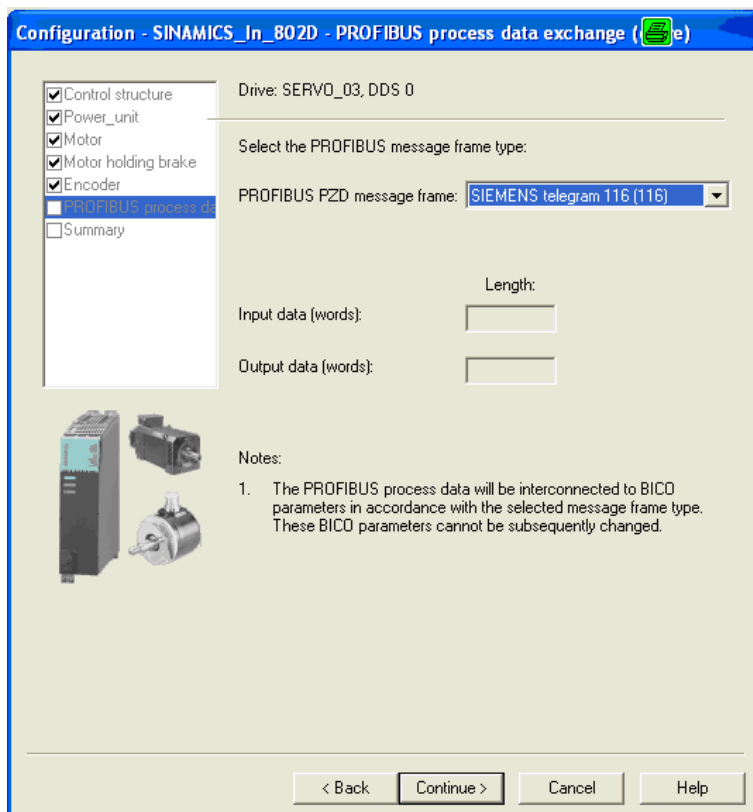 Configuration - SINAMICS_In_802D - PROFIBUS process data exchange ( e)
Control structure
Power_unit
Motor
Motor holding brake
Encoder
PROFIBUS process da
Summary
Drive: SERVO_03, DDS 0
Select the PROFIBUS message frame type:
PROFIBUS PZD message frame: SIEMENS telegram 116 (116)
Length:
Input data (words):
Output data (words):
Notes:
1. The PROFIBUS process data will be interconnected to BICO
parameters in accordance with the selected message frame type.
These BICO parameters cannot be subsequently changed.
< Back Continue > Cancel Help